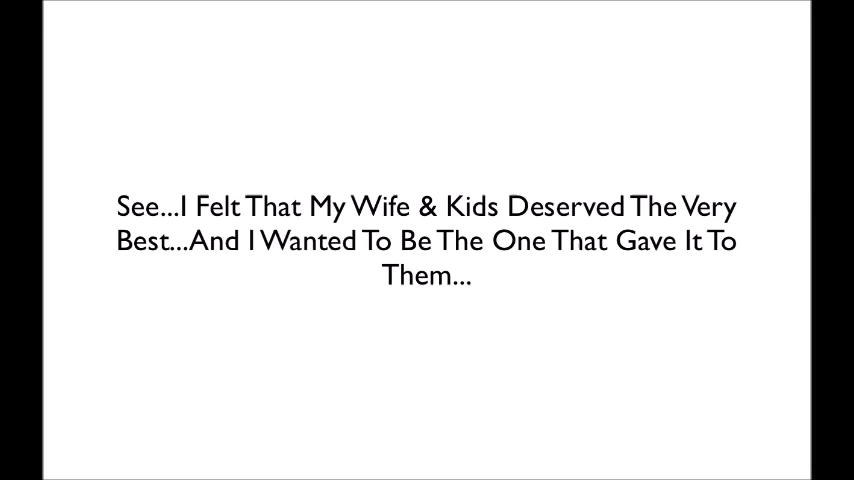 See...I Felt That My Wife & Kids Deserved The Very
Best...And I Wanted To Be The One That Gave It To
Them...